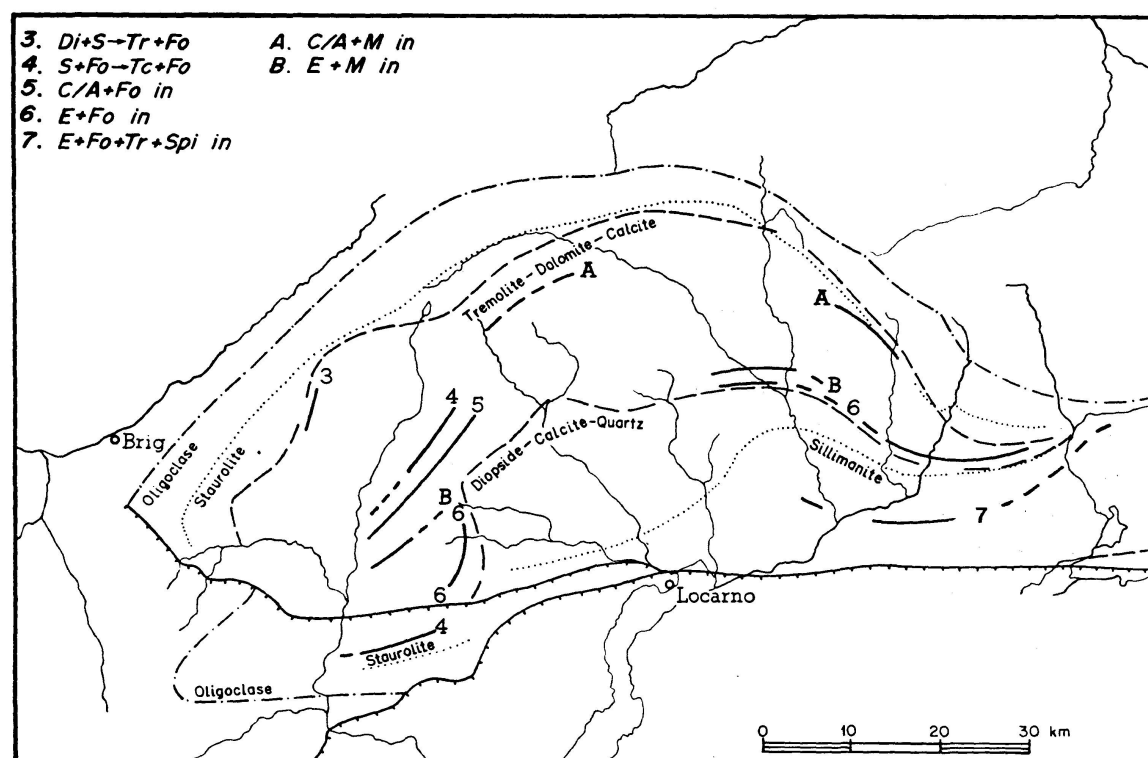 3. Di+S→Tr+Fo
4. S+Fo→Tc+Fo
5. C/A+Fo in
6. E+Fo in
7. E+Fo+Tr+Spi in
A. C/A+M in
B. E+M in
Tremolite-Dolomite-Calcite
A
A
3
4
5
B
6
Brig
Oligoclase
Staurolite
Diopside-Calcite-Quartz
Sillimanite
B
6
7
6
Locarno
4
Staurolite
Oligoclase
0 10 20 30 km